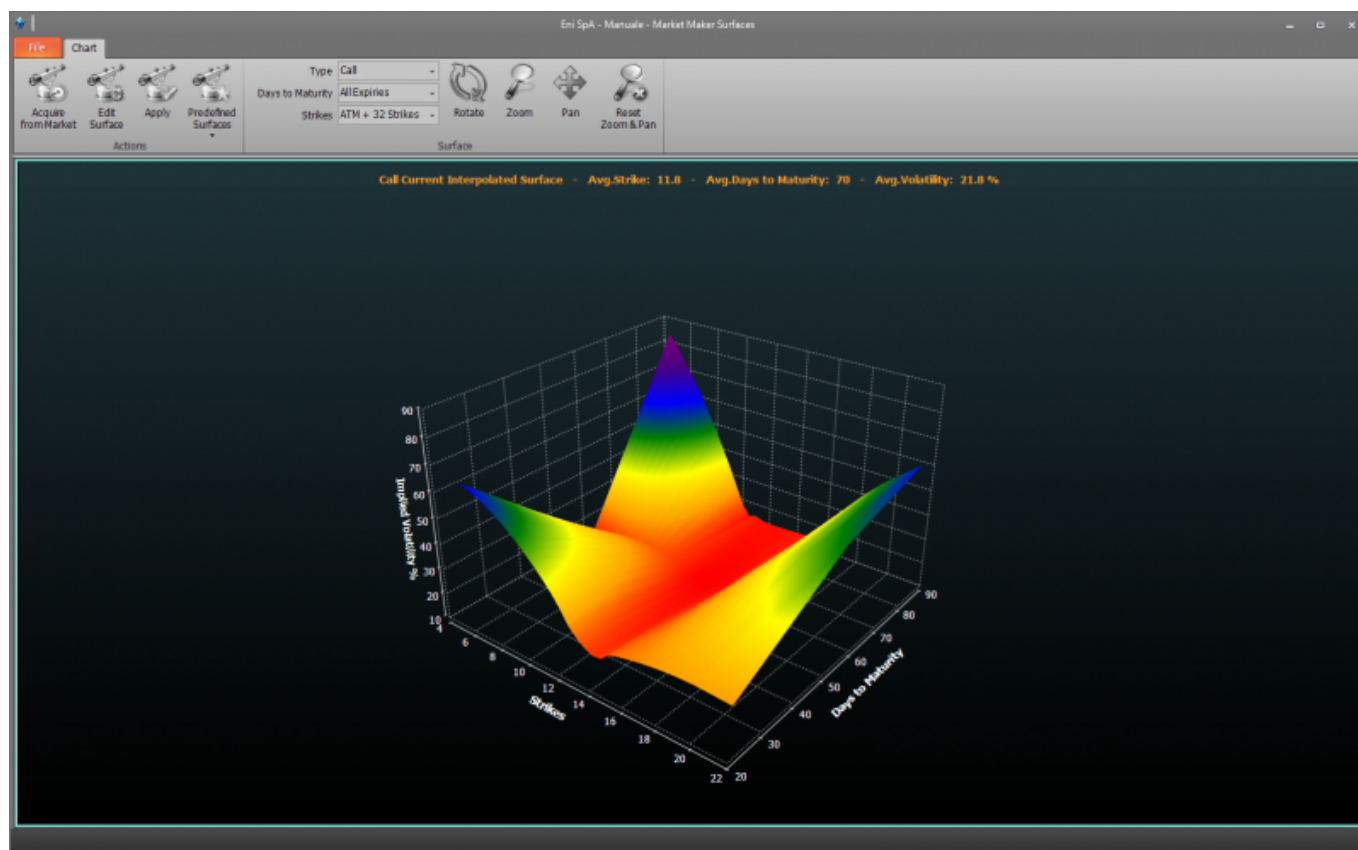 Eni SpA - Manuale - Market Maker Surfaces
File Chart
Type Call
Days to Maturity All Expiries
Strikes ATM + 32 Strikes
Acquire from Market
Edit Surface
Apply
Predefined Surfaces
Rotate
Zoom
Pan
Reset Zoom & Pan
Actions
Surface
Call Current Interpolated Surface - Avg.Strike: 11.8 - Avg.Days to Maturity: 70 - Avg.Volatility: 21.8 %
90
80
70
60
50
40
30
20
10
Implied Volatility %
4
6
8
10
12
14
16
18
20
22
Strikes
20
30
40
50
60
70
80
90
Days to Maturity